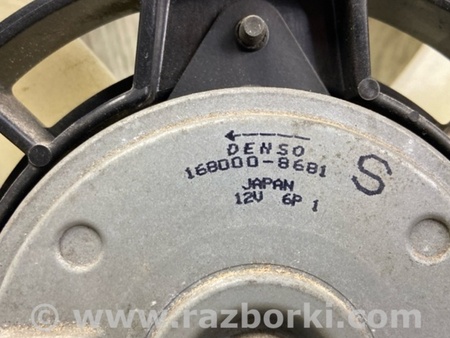 DENSO
168000-8681
S
JAPAN
12V 6P 1
© www.razborki.com/